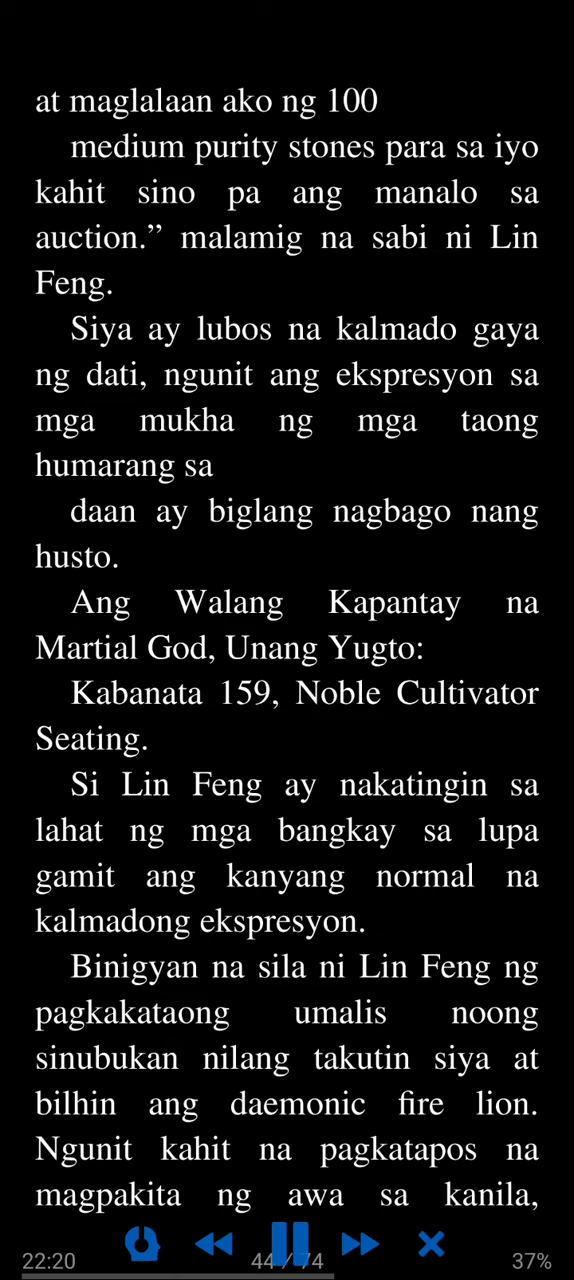 at maglalaan ako ng 100
medium purity stones para sa iyo
kahit sino pa ang manalo sa
auction.” malamig na sabi ni Lin
Feng.
Siya ay lubos na kalmado gaya
ng dati, ngunit ang ekspresyon sa
mga mukha ng mga taong
humarang sa
daan ay biglang nagbago nang
husto.
Ang Walang Kapantay na
Martial God, Unang Yugto:
Kabanata 159, Noble Cultivator
Seating.
Si Lin Feng ay nakatingin sa
lahat ng mga bangkay sa lupa
gamit ang kanyang normal na
kalmadong ekspresyon.
Binigyan na sila ni Lin Feng ng
pagkakataong umalis noong
sinubukan nilang takutin siya at
bilhin ang daemonic fire lion.
Ngunit kahit na pagkatapos na
magpakita ng awa sa kanila,
22:20 44 / 74 37%